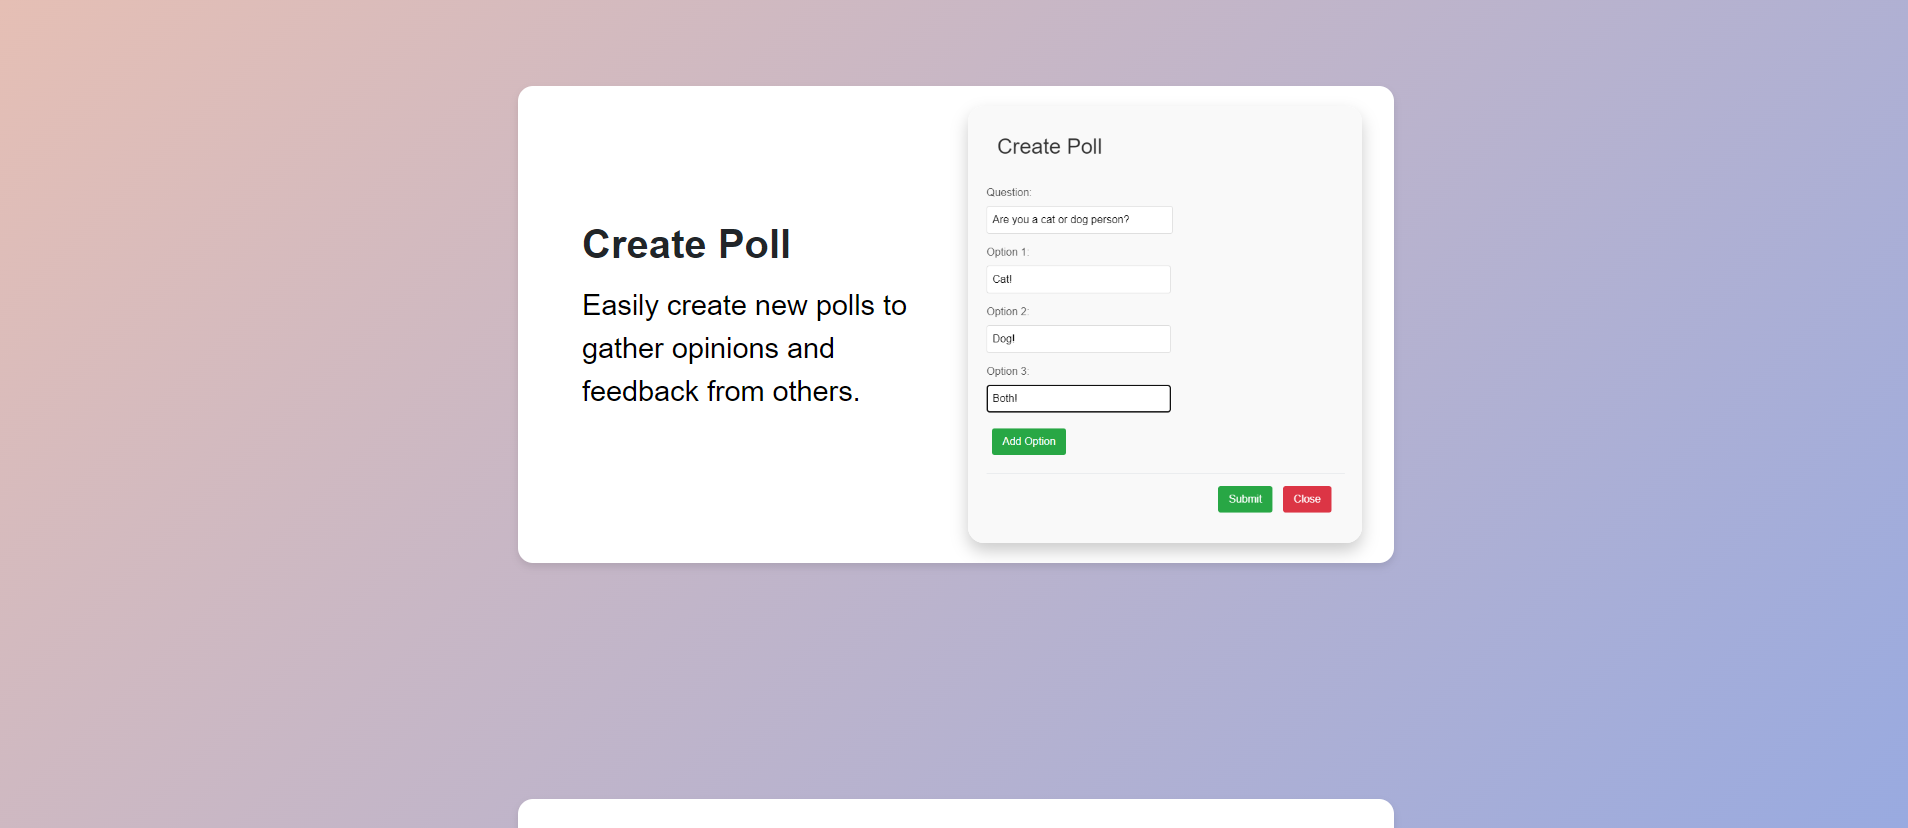 Create Poll
Easily create new polls to
gather opinions and
feedback from others.
Create Poll
Question:
Are you a cat or dog person?
Option 1:
Cat!
Option 2:
Dog!
Option 3:
Both!
Add Option
Submit Close